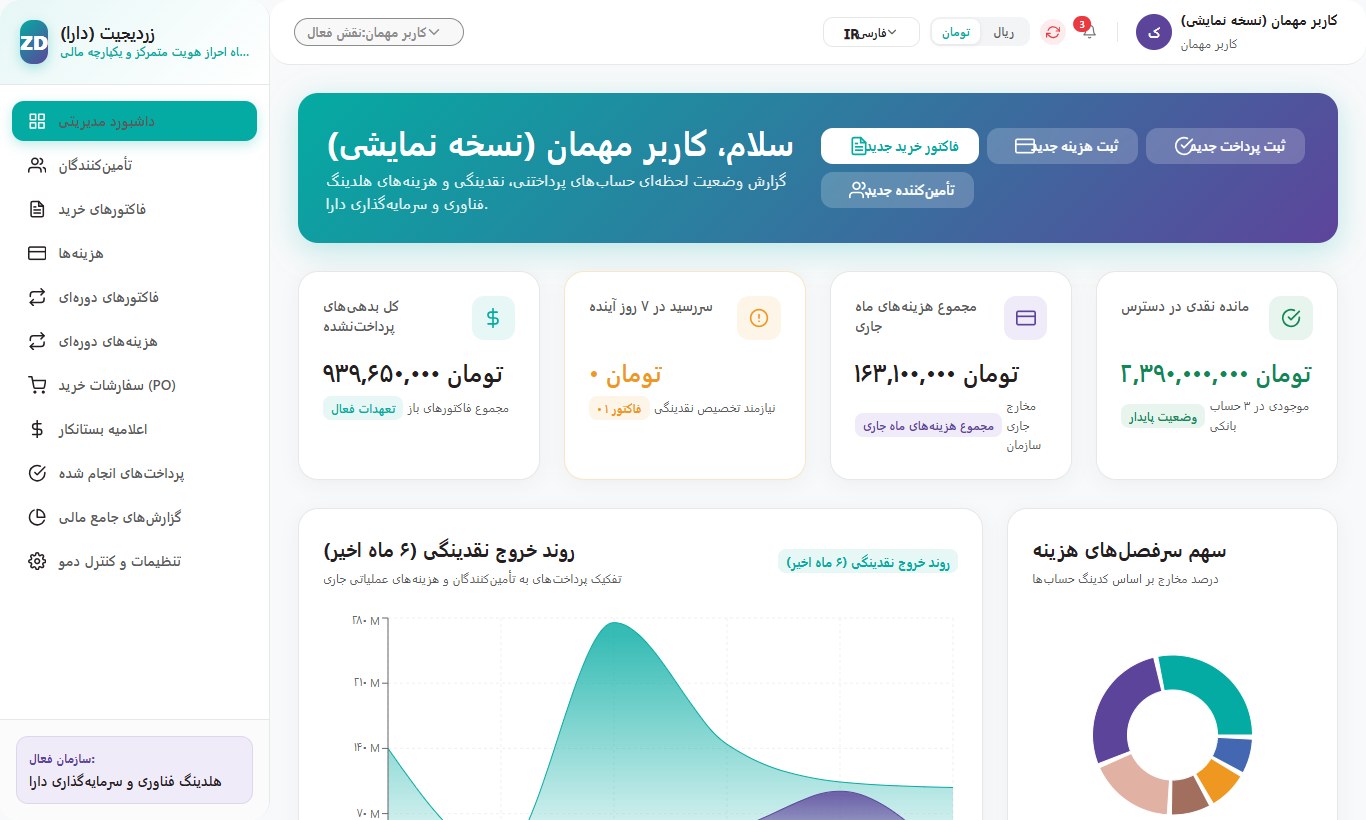 ZD
زردیجیت (دارا)
...اه احراز هویت متمرکز و یکپارچه مالی
داشبورد مدیریتی
تأمین‌کنندگان
فاکتورهای خرید
هزینه‌ها
فاکتورهای دوره‌ای
هزینه‌های دوره‌ای
سفارشات خرید (PO)
اعلامیه بستانکار
پرداخت‌های انجام شده
گزارش‌های جامع مالی
تنظیمات و کنترل دمو
سازمان فعال:
هلدینگ فناوری و سرمایه‌گذاری دارا
کاربر مهمان:نقش فعال
فارسی IR
تومان
ریال
3
ک
کاربر مهمان (نسخه نمایشی)
کاربر مهمان
سلام، کاربر مهمان (نسخه نمایشی)
گزارش وضعیت لحظه‌ای حساب‌های پرداختنی، نقدینگی و هزینه‌های هلدینگ
فناوری و سرمایه‌گذاری دارا.
فاکتور خرید جدید
ثبت هزینه جدید
ثبت پرداخت جدید
تأمین‌کننده جدید
کل بدهی‌های
پرداخت‌نشده
۹۳۹,۶۵۰,۰۰۰ تومان
تعهدات فعال
مجموع فاکتورهای باز
سررسید در ۷ روز آینده
۰ تومان
۰۱ فاکتور
نیازمند تخصیص نقدینگی
مجموع هزینه‌های ماه
جاری
۱۶۳,۱۰۰,۰۰۰ تومان
مجموع هزینه‌های ماه جاری
مخارج
جاری
سازمان
مانده نقدی در دسترس
۲,۳۹۰,۰۰۰,۰۰۰ تومان
وضعیت پایدار
موجودی در ۳ حساب
بانکی
روند خروج نقدینگی (۶ ماه اخیر)
تفکیک پرداخت‌های به تأمین‌کنندگان و هزینه‌های عملیاتی جاری
روند خروج نقدینگی (۶ ماه اخیر)
۲۸۰ M
۲۱۰ M
۱۴۰ M
۷۰ M
سهم سرفصل‌های هزینه
درصد مخارج بر اساس کدینگ حساب‌ها